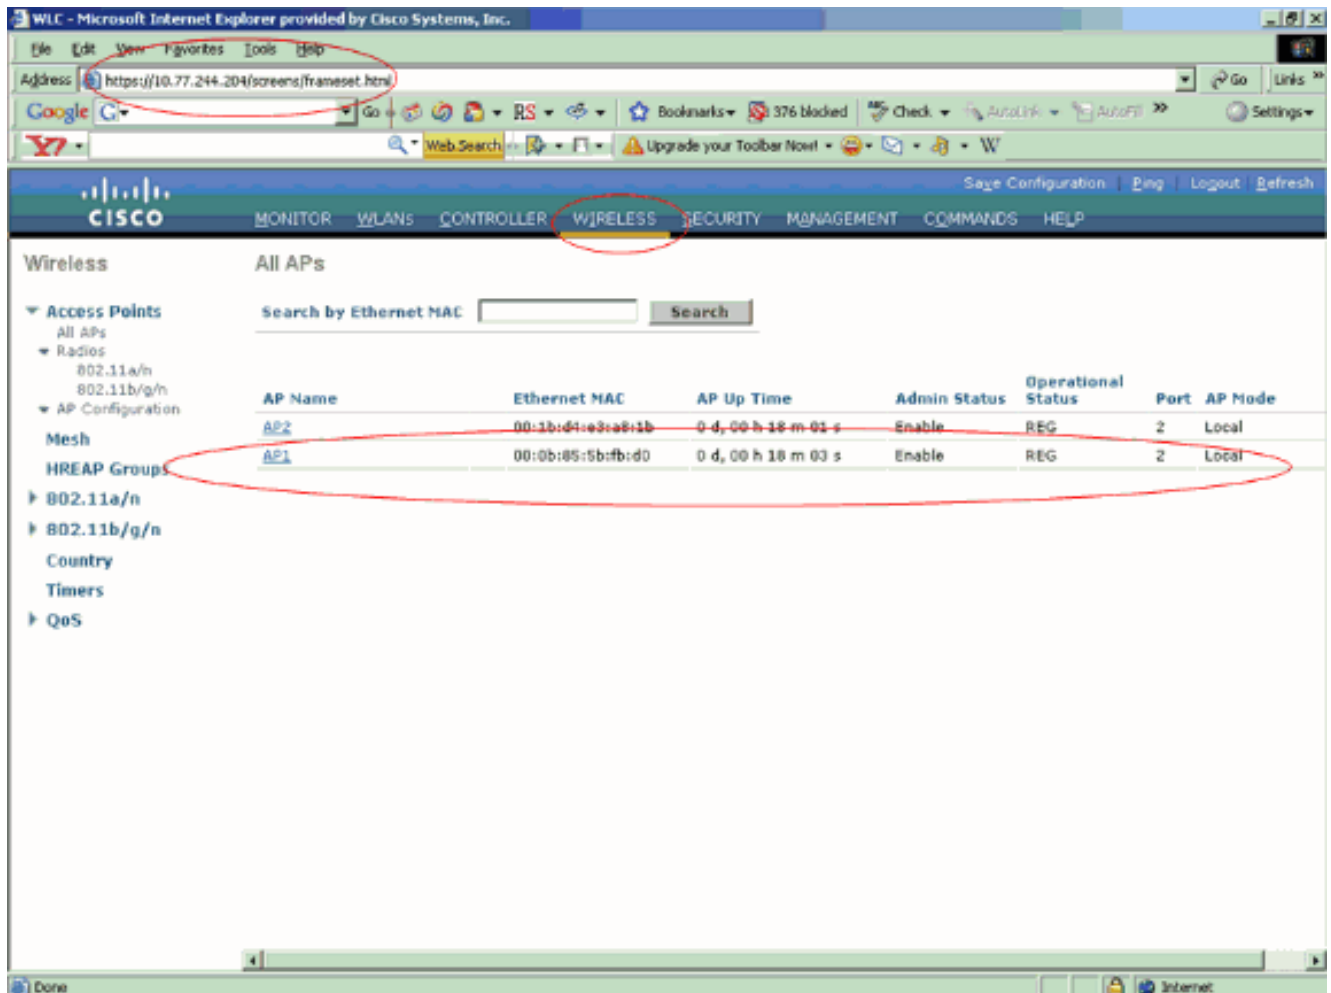 WLC - Microsoft Internet Explorer provided by Cisco Systems, Inc.
File Edit View Favorites Tools Help
Address https://10.77.244.204/screens/frameset.html Go Links »
Google G Go RS Bookmarks 376 blocked Check AutoLink AutoFill » Settings
Y7 Web Search Upgrade your Toolbar Now! W
Save Configuration | Ping | Logout | Refresh
CISCO MONITOR WLANs CONTROLLER WIRELESS SECURITY MANAGEMENT COMMANDS HELP
Wireless
Access Points
All APs
Radios
802.11a/n
802.11b/g/n
AP Configuration
Mesh
HREAP Groups
802.11a/n
802.11b/g/n
Country
Timers
QoS
All APs
Search by Ethernet MAC Search
AP Name Ethernet MAC AP Up Time Admin Status Operational Status Port AP Mode
AP2 00:1b:d4:e3:a8:1b 0 d, 00 h 18 m 01 s Enable REG 2 Local
AP1 00:0b:85:5b:fb:d0 0 d, 00 h 18 m 03 s Enable REG 2 Local
Done Internet